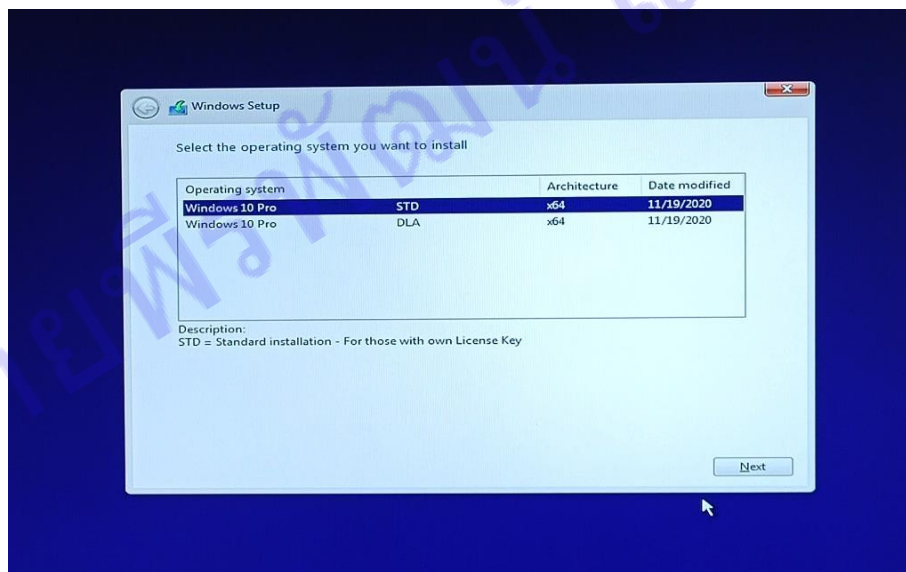 Windows Setup
Select the operating system you want to install
Operating system Architecture Date modified
Windows 10 Pro STD x64 11/19/2020
Windows 10 Pro DLA x64 11/19/2020
Description:
STD = Standard installation - For those with own License Key
Next